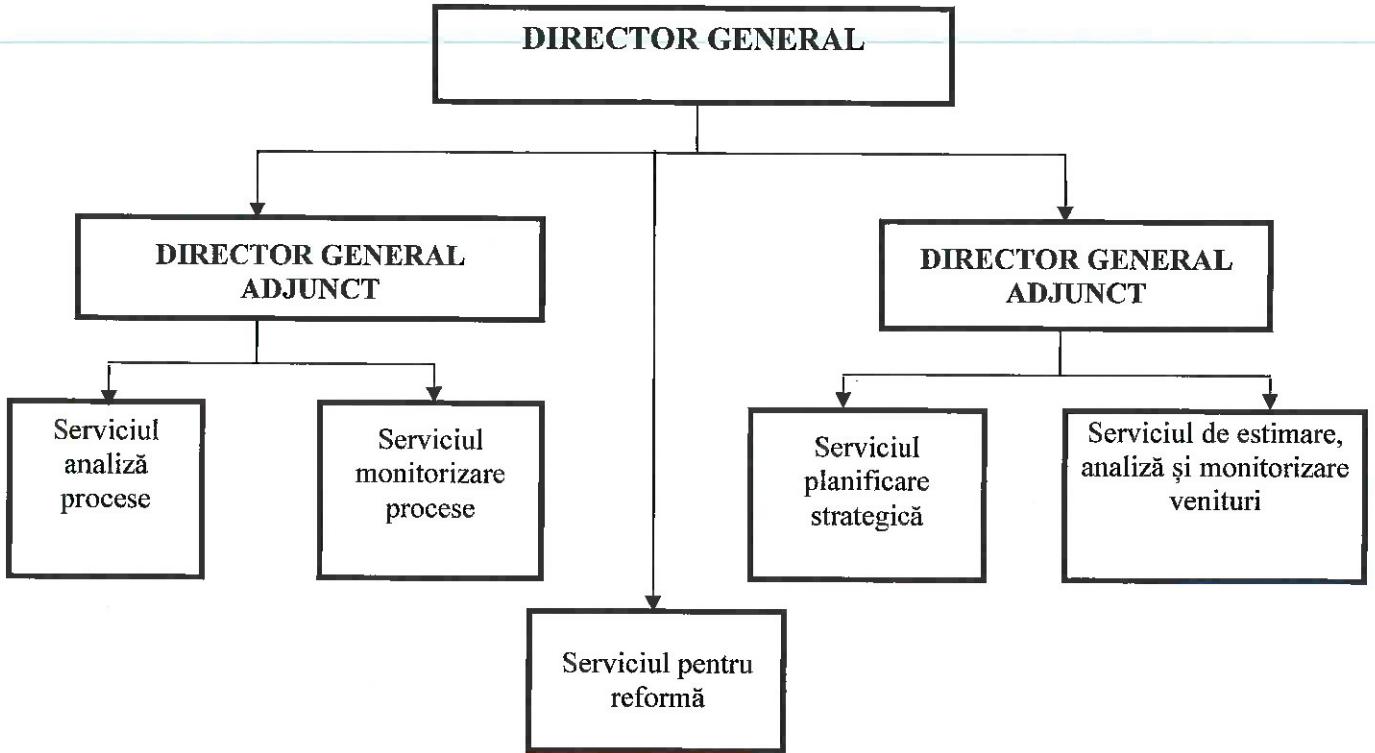 DIRECTOR GENERAL
DIRECTOR GENERAL
ADJUNCT
DIRECTOR GENERAL
ADJUNCT
Serviciul
analiză
procese
Serviciul
monitorizare
procese
Serviciul
planificare
strategică
Serviciul de estimare,
analiză și monitorizare
venituri
Serviciul pentru
reformă